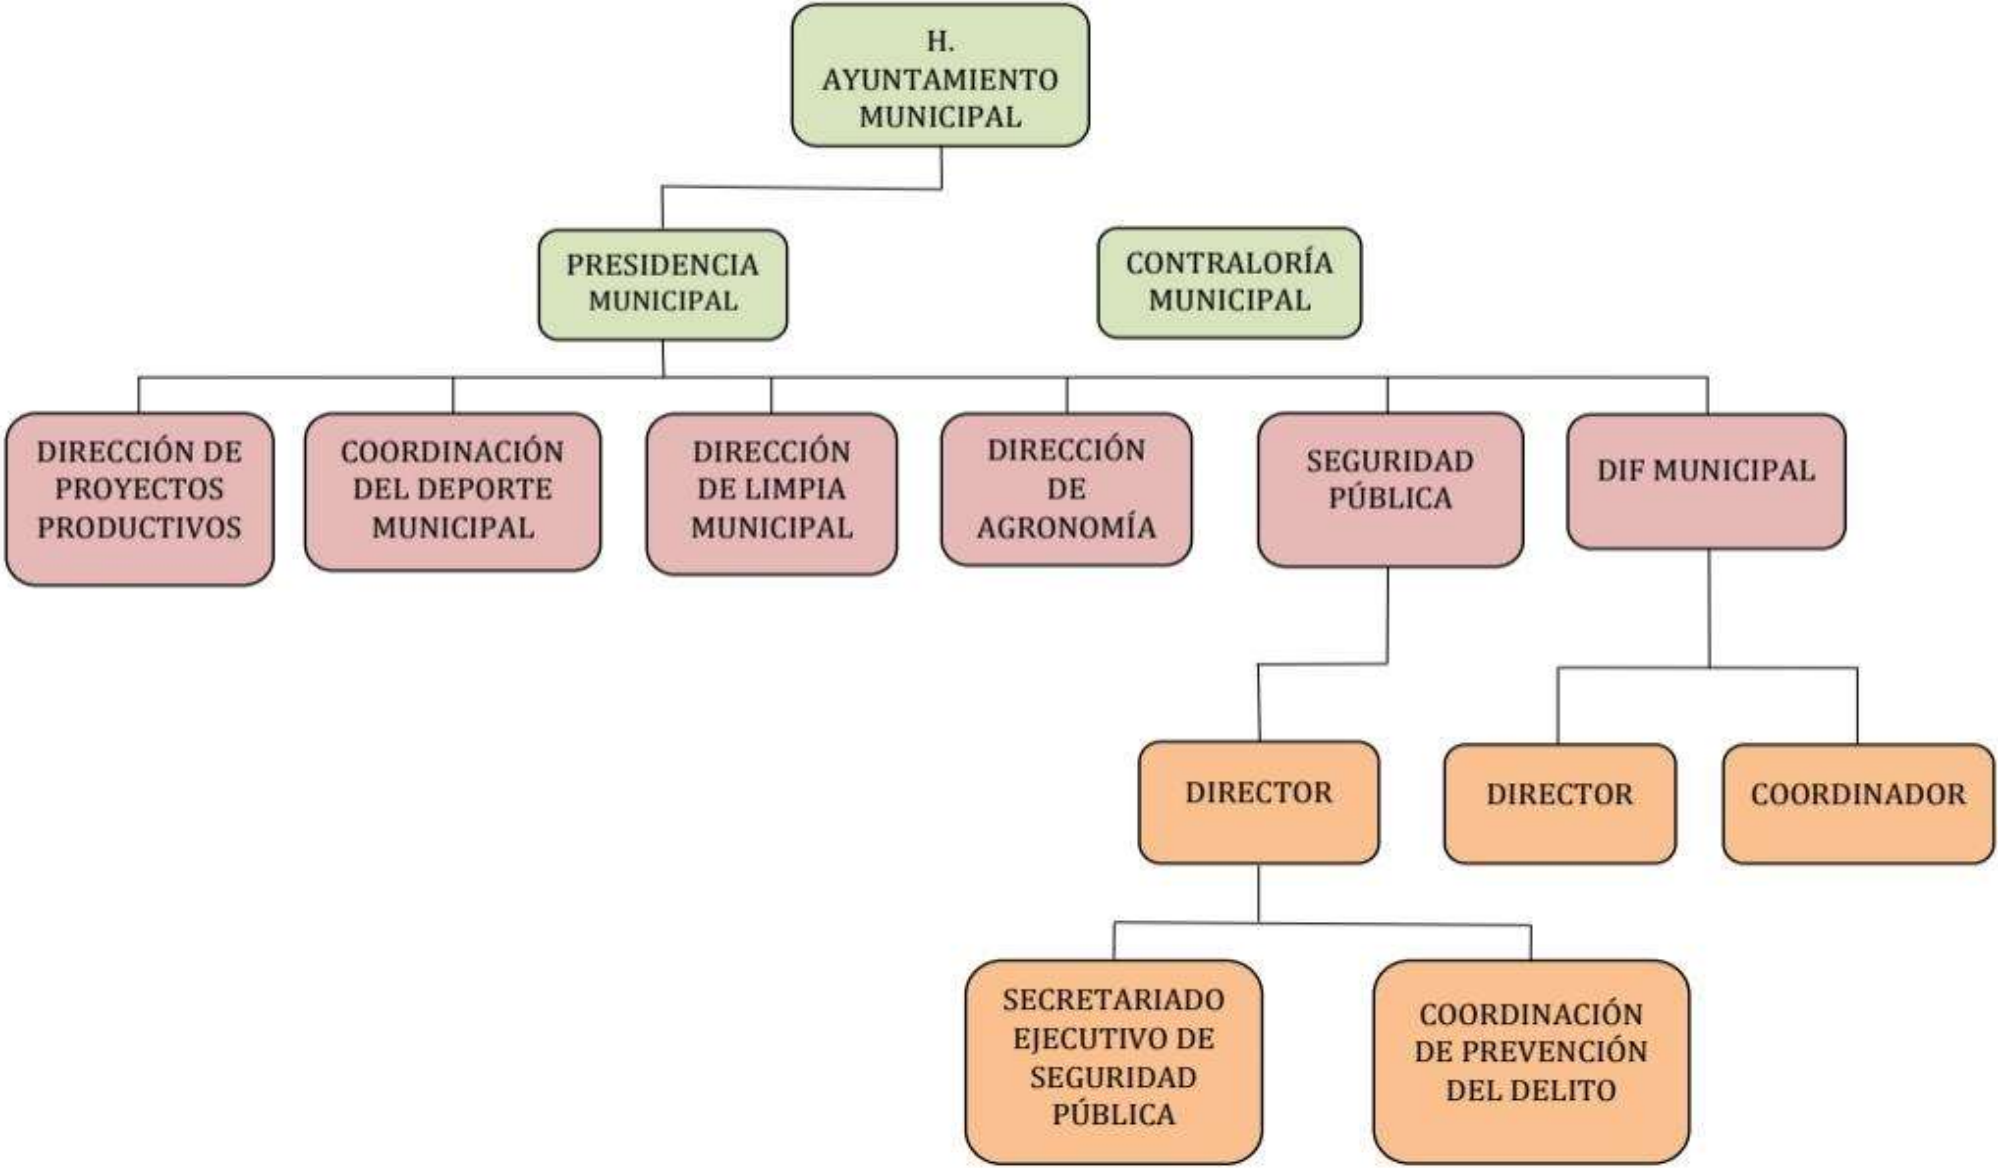 H.
AYUNTAMIENTO
MUNICIPAL
PRESIDENCIA
MUNICIPAL
CONTRALORÍA
MUNICIPAL
DIRECCIÓN DE
PROYECTOS
PRODUCTIVOS
COORDINACIÓN
DEL DEPORTE
MUNICIPAL
DIRECCIÓN
DE LIMPIA
MUNICIPAL
DIRECCIÓN
DE
AGRONOMÍA
SEGURIDAD
PÚBLICA
DIF MUNICIPAL
DIRECTOR
DIRECTOR
COORDINADOR
SECRETARIADO
EJECUTIVO DE
SEGURIDAD
PÚBLICA
COORDINACIÓN
DE PREVENCIÓN
DEL DELITO